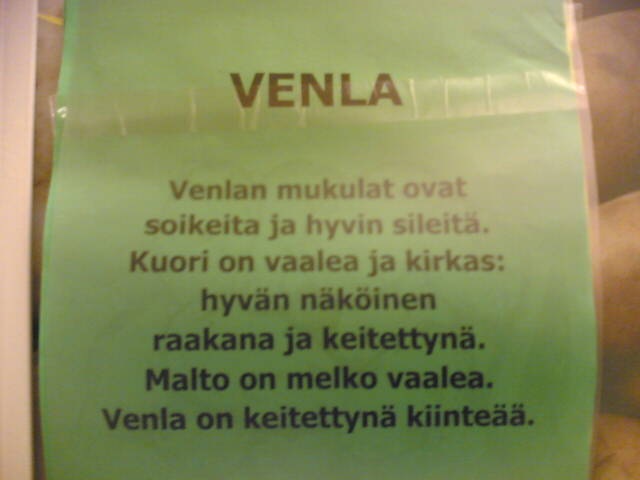 VENLA
Venlan mukulat ovat
soikeita ja hyvin sileitä.
Kuori on vaalea ja kirkas:
hyvän näköinen
raakana ja keitettynä.
Malto on melko vaalea.
Venla on keitettynä kiinteää.